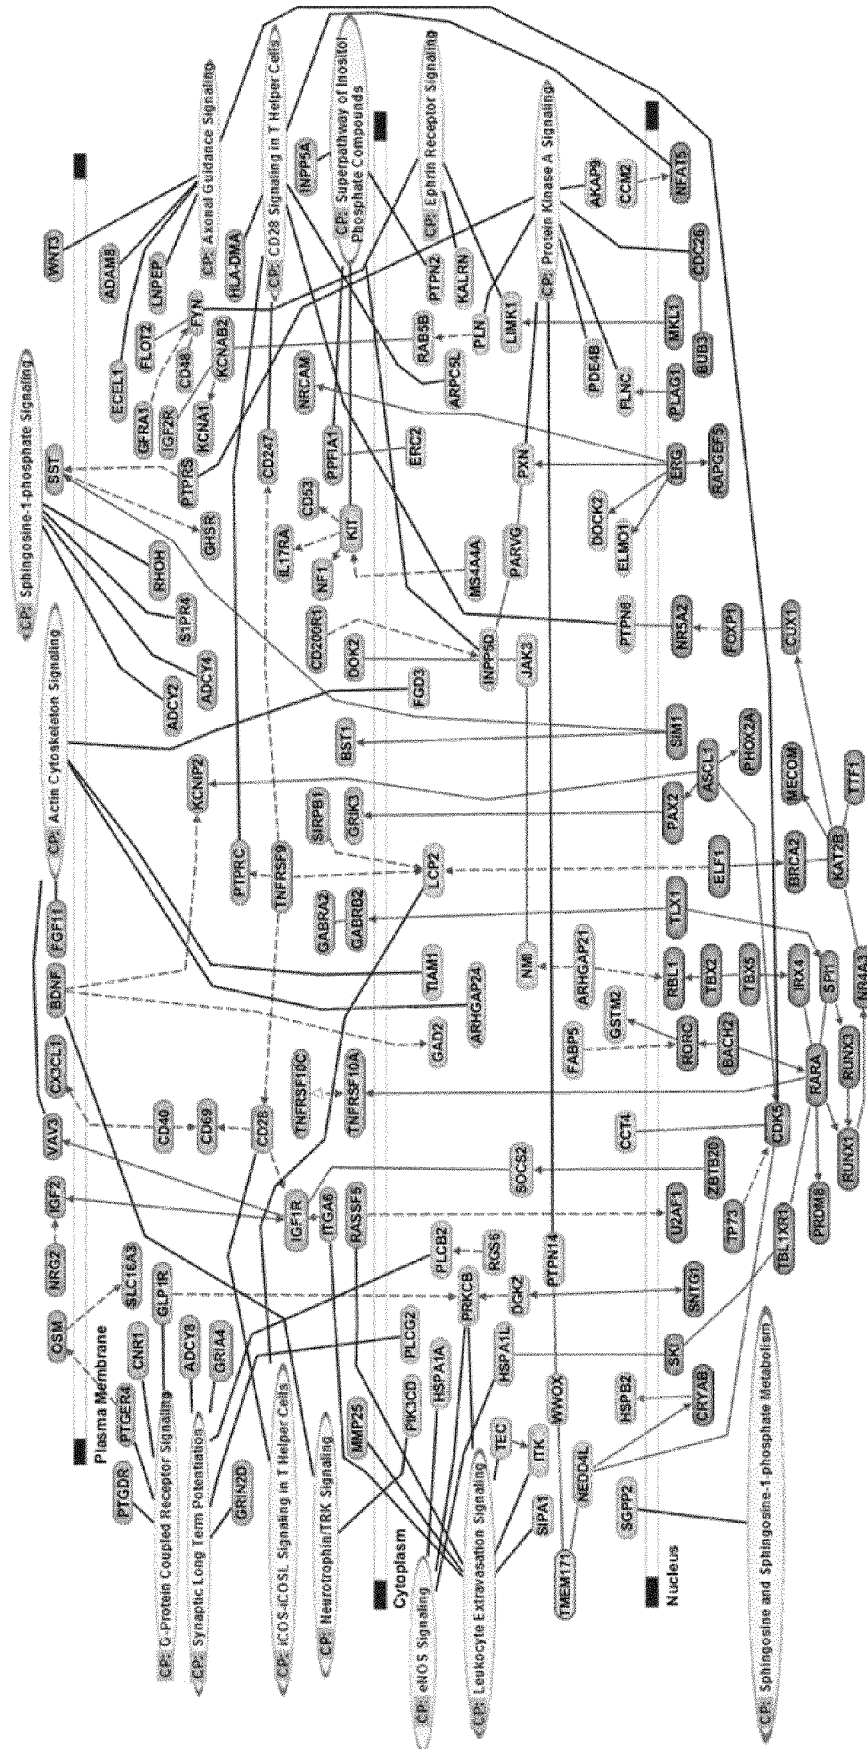 CP: Sphingosine-1-phosphate Signaling
OSM
NRG2
IGF2
VAV3
CX3CL1
BDNF
FGF11
CP: Actin Cytoskeleton Signaling
SST
WNT3
Plasma Membrane
PTGDR
PTGER4
SLC16A3
CNR1
ADAM8
ECEL1
CP: G-Protein Coupled Receptor Signaling
GLP1R
CD40
RHOH
GFRA1
FLOT2
LNPEP
ADCY2
S1PR4
IGF2R
CP: Synaptic Long Term Potentiation
ADCY8
CD69
KCNIP2
ADCY4
GHSR
PTPRS
KCNA1
CD48
FYN
CP: Axonal Guidance Signaling
GRIA4
KCNAB2
GRIN2D
PTPRC
HLA-DMA
CD28
TNFRSF9
CD247
CP: CD28 Signaling in T Helper Cells
CP: iCOS-iCOSL Signaling in T Helper Cells
IGF1R
IL17RA
CD53
NRCAM
INPP5A
TNFRSF10C
GABRA2
SIRPB1
CD200R1
NF1
CP: Neurotrophin/TRK Signaling
ITGA6
PPFIA1
MMP25
RASSF5
TNFRSF10A
GABRB2
GRIK3
BST1
DOK2
KIT
CP: Superpathway of Inositol
Phosphate Compounds
Cytoplasm
PIK3CD
PLCG2
FGD3
ERC2
CP: eNOS Signaling
HSPA1A
PLCB2
GAD2
TIAM1
LCP2
RAB5B
PTPN2
CP: Ephrin Receptor Signaling
ARPC5L
KALRN
CP: Leukocyte Extravasation Signaling
PRKCB
RGS6
ARHGAP24
INPP5D
MS4A4A
PLN
TEC
HSPA1L
DGKZ
SOCS2
NMI
JAK3
PARVG
PXN
LIMK1
SIPA1
ITK
WWOX
PTPN14
CP: Protein Kinase A Signaling
TMEM171
NEDD4L
FABP5
ARHGAP21
DOCK2
PDE4B
AKAP9
SGPP2
HSPB2
CCT4
GSTM2
PTPN6
ELMO1
FLNC
CCM2
Nucleus
SKI
U2AF1
RBL1
TLX1
PAX2
SIM1
NR5A2
ERG
PLAG1
MKL1
NFAT5
CRYAB
SNTG1
ZBTB20
RORC
TBX2
ASCL1
BUB3
CDC26
TP73
BACH2
TBX5
ELF1
PHOX2A
FOXP1
RAPGEF5
CP: Sphingosine and Sphingosine-1-phosphate Metabolism
TBL1XR1
CDK5
IRX4
BRCA2
MECOM
CUX1
PRDM8
RARA
SPI1
RUNX1
RUNX3
KAT2B
TTF1